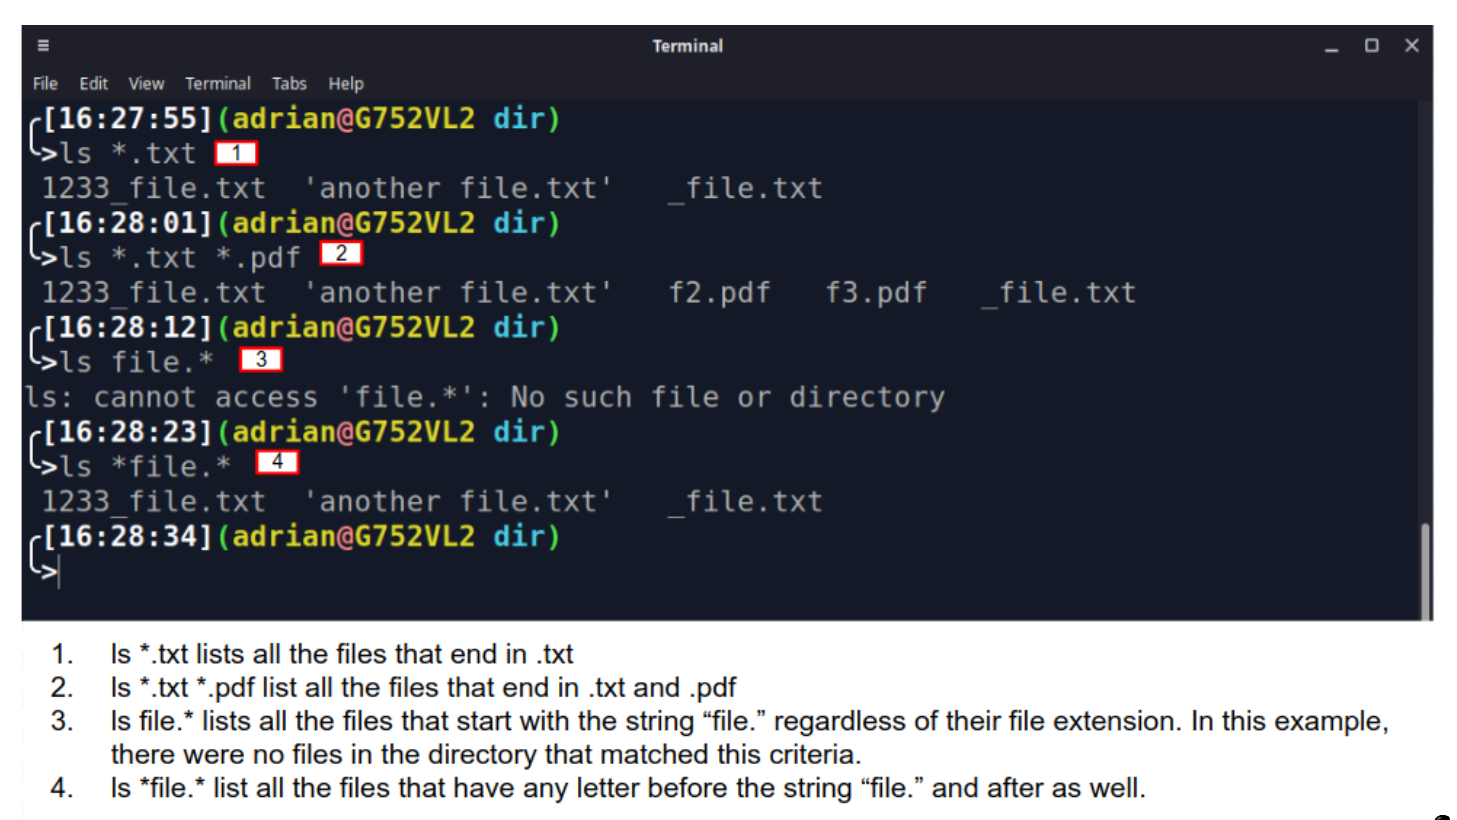 Terminal
File Edit View Terminal Tabs Help
[16:27:55](adrian@G752VL2 dir)
>ls *.txt 1
1233_file.txt 'another file.txt' _file.txt
[16:28:01](adrian@G752VL2 dir)
>ls *.txt *.pdf 2
1233_file.txt 'another file.txt' f2.pdf f3.pdf _file.txt
[16:28:12](adrian@G752VL2 dir)
>ls file.* 3
ls: cannot access 'file.*': No such file or directory
[16:28:23](adrian@G752VL2 dir)
>ls *file.* 4
1233_file.txt 'another file.txt' _file.txt
[16:28:34](adrian@G752VL2 dir)
>
1. ls *.txt lists all the files that end in .txt
2. ls *.txt *.pdf list all the files that end in .txt and .pdf
3. ls file.* lists all the files that start with the string “file.” regardless of their file extension. In this example,
there were no files in the directory that matched this criteria.
4. ls *file.* list all the files that have any letter before the string “file.” and after as well.